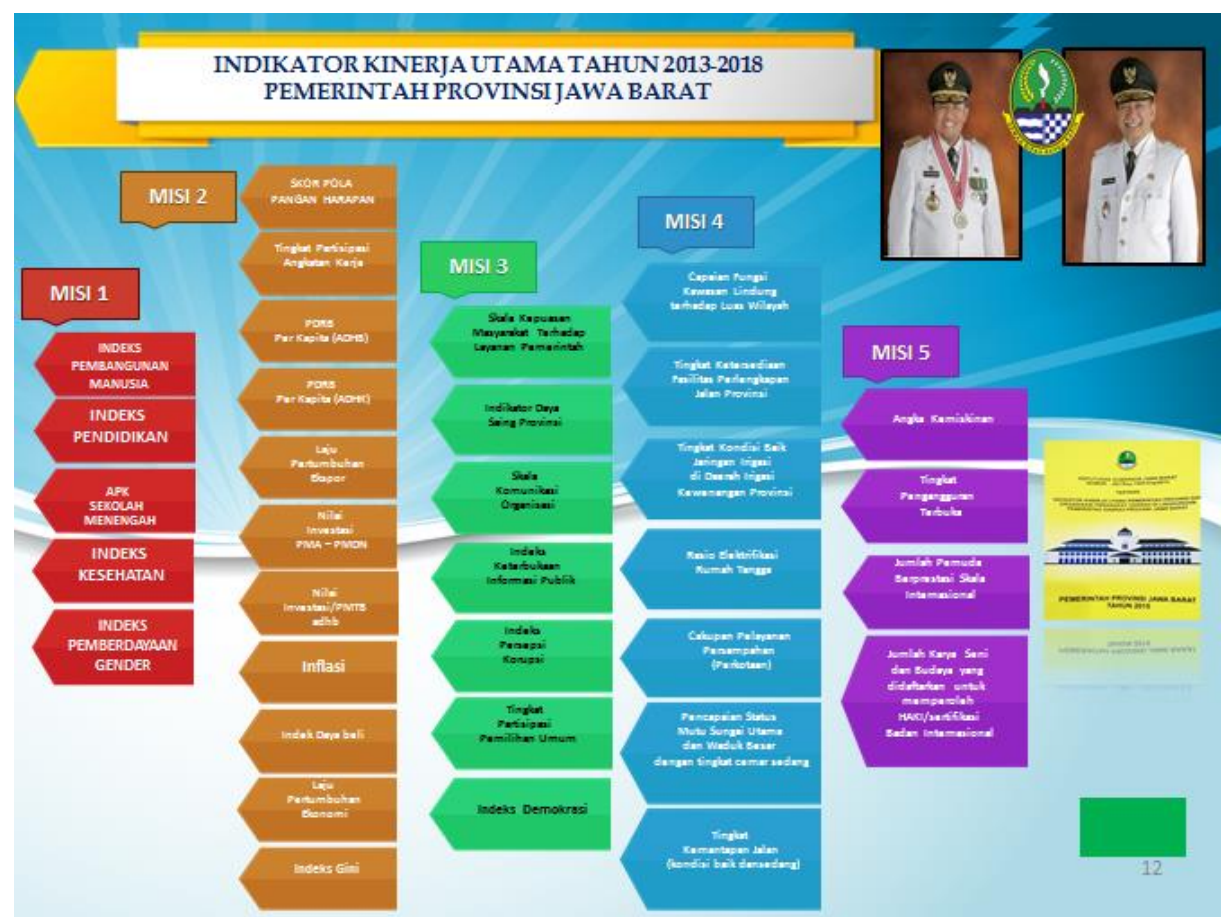 INDIKATOR KINERJA UTAMA TAHUN 2013-2018
PEMERINTAH PROVINSI JAWA BARAT
MISI 1
INDEKS
PEMBANGUNAN
MANUSIA
INDEKS
PENDIDIKAN
APK
SEKOLAH
MENENGAH
INDEKS
KESEHATAN
INDEKS
PEMBERDAYAAN
GENDER
MISI 2
SKOR POLA
PANGAN HARAPAN
Tingkat Partisipasi
Angkatan Kerja
PDRB
Per Kapita (ADHB)
PDRB
Per Kapita (ADHK)
Laju
Pertumbuhan
Ekspor
Nilai
Investasi
PMA – PMDN
Nilai
Investasi/PMTB
adhb
Inflasi
Indek Daya beli
Laju
Pertumbuhan
Ekonomi
Indeks Gini
MISI 3
Skala Kepuasan
Masyarakat Terhadap
Layanan Pemerintah
Indikator Daya
Saing Provinsi
Skala
Komunikasi
Organisasi
Indeks
Keterbukaan
Informasi Publik
Indeks
Persepsi
Korupsi
Tingkat
Partisipasi
Pemilihan Umum
Indeks Demokrasi
MISI 4
Capaian Fungsi
Kawasan Lindung
terhadap Luas Wilayah
Tingkat Ketersediaan
Fasilitas Perlengkapan
Jalan Provinsi
Tingkat Kondisi Baik
Jaringan Irigasi
di Daerah Irigasi
Kewenangan Provinsi
Rasio Elektrifikasi
Rumah Tangga
Cakupan Pelayanan
Persampahan
(Perkotaan)
Pencapaian Status
Mutu Sungai Utama
dan Waduk Besar
dengan tingkat cemar sedang
Tingkat
Kemantapan Jalan
(kondisi baik dansedang)
MISI 5
Angka Kemiskinan
Tingkat
Pengangguran
Terbuka
Jumlah Pemuda
Berprestasi Skala
Internasional
Jumlah Karya Seni
dan Budaya yang
didaftarkan untuk
memperoleh
HAKI/sertifikasi
Badan Internasional
PEMERINTAH PROVINSI JAWA BARAT
12